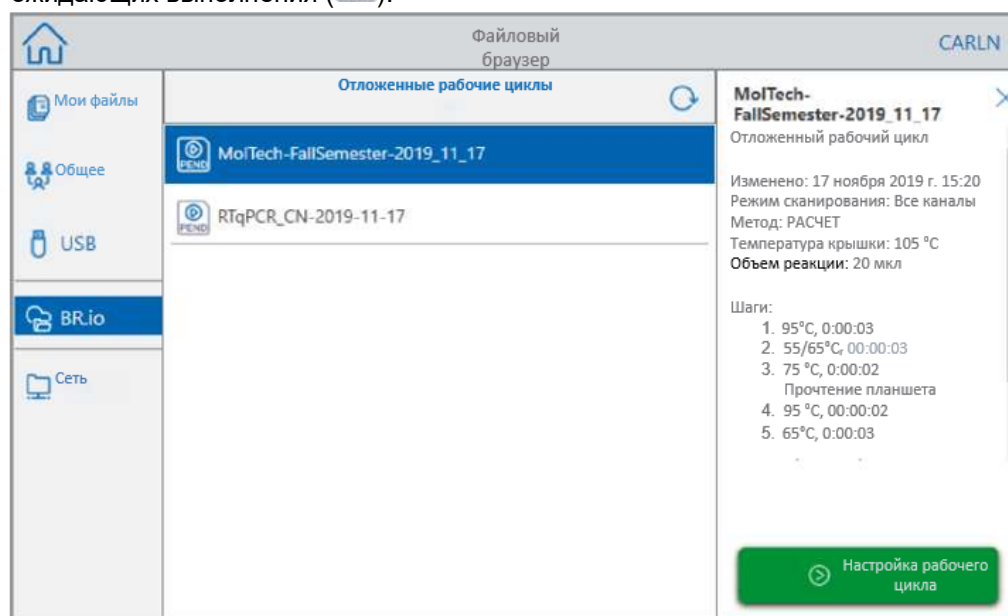 ожидающих выполнения (
):
Файловый
браузер
CARLN
Мои файлы
Общее
USB
BR.io
Сеть
Отложенные рабочие циклы
PEND
MolTech-FallSemester-2019_11_17
PEND
RTqPCR_CN-2019-11-17
MolTech-
FallSemester-2019_11_17
Отложенный рабочий цикл
Изменено: 17 ноября 2019 г. 15:20
Режим сканирования: Все каналы
Метод: РАСЧЕТ
Температура крышки: 105 °C
Объем реакции: 20 мкл
Шаги:
1. 95°C, 0:00:03
2. 55/65°C, 00:00:03
3. 75 °C, 0:00:02
Прочтение планшета
4. 95 °C, 00:00:02
5. 65°C, 0:00:03
Настройка рабочего
цикла